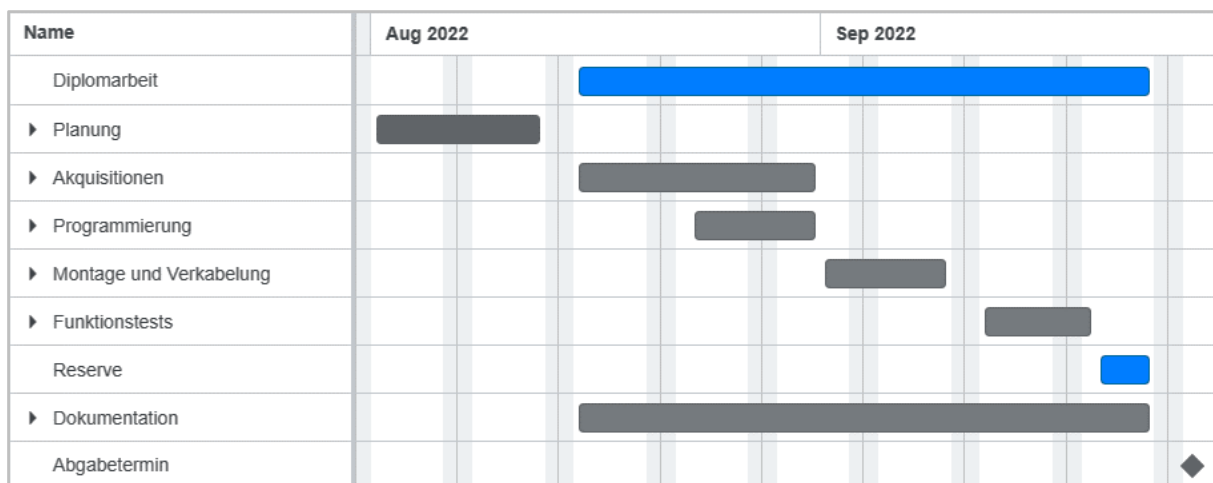 Name
Aug 2022
Sep 2022
Diplomarbeit
Planung
Akquisitionen
Programmierung
Montage und Verkabelung
Funktionstests
Reserve
Dokumentation
Abgabetermin